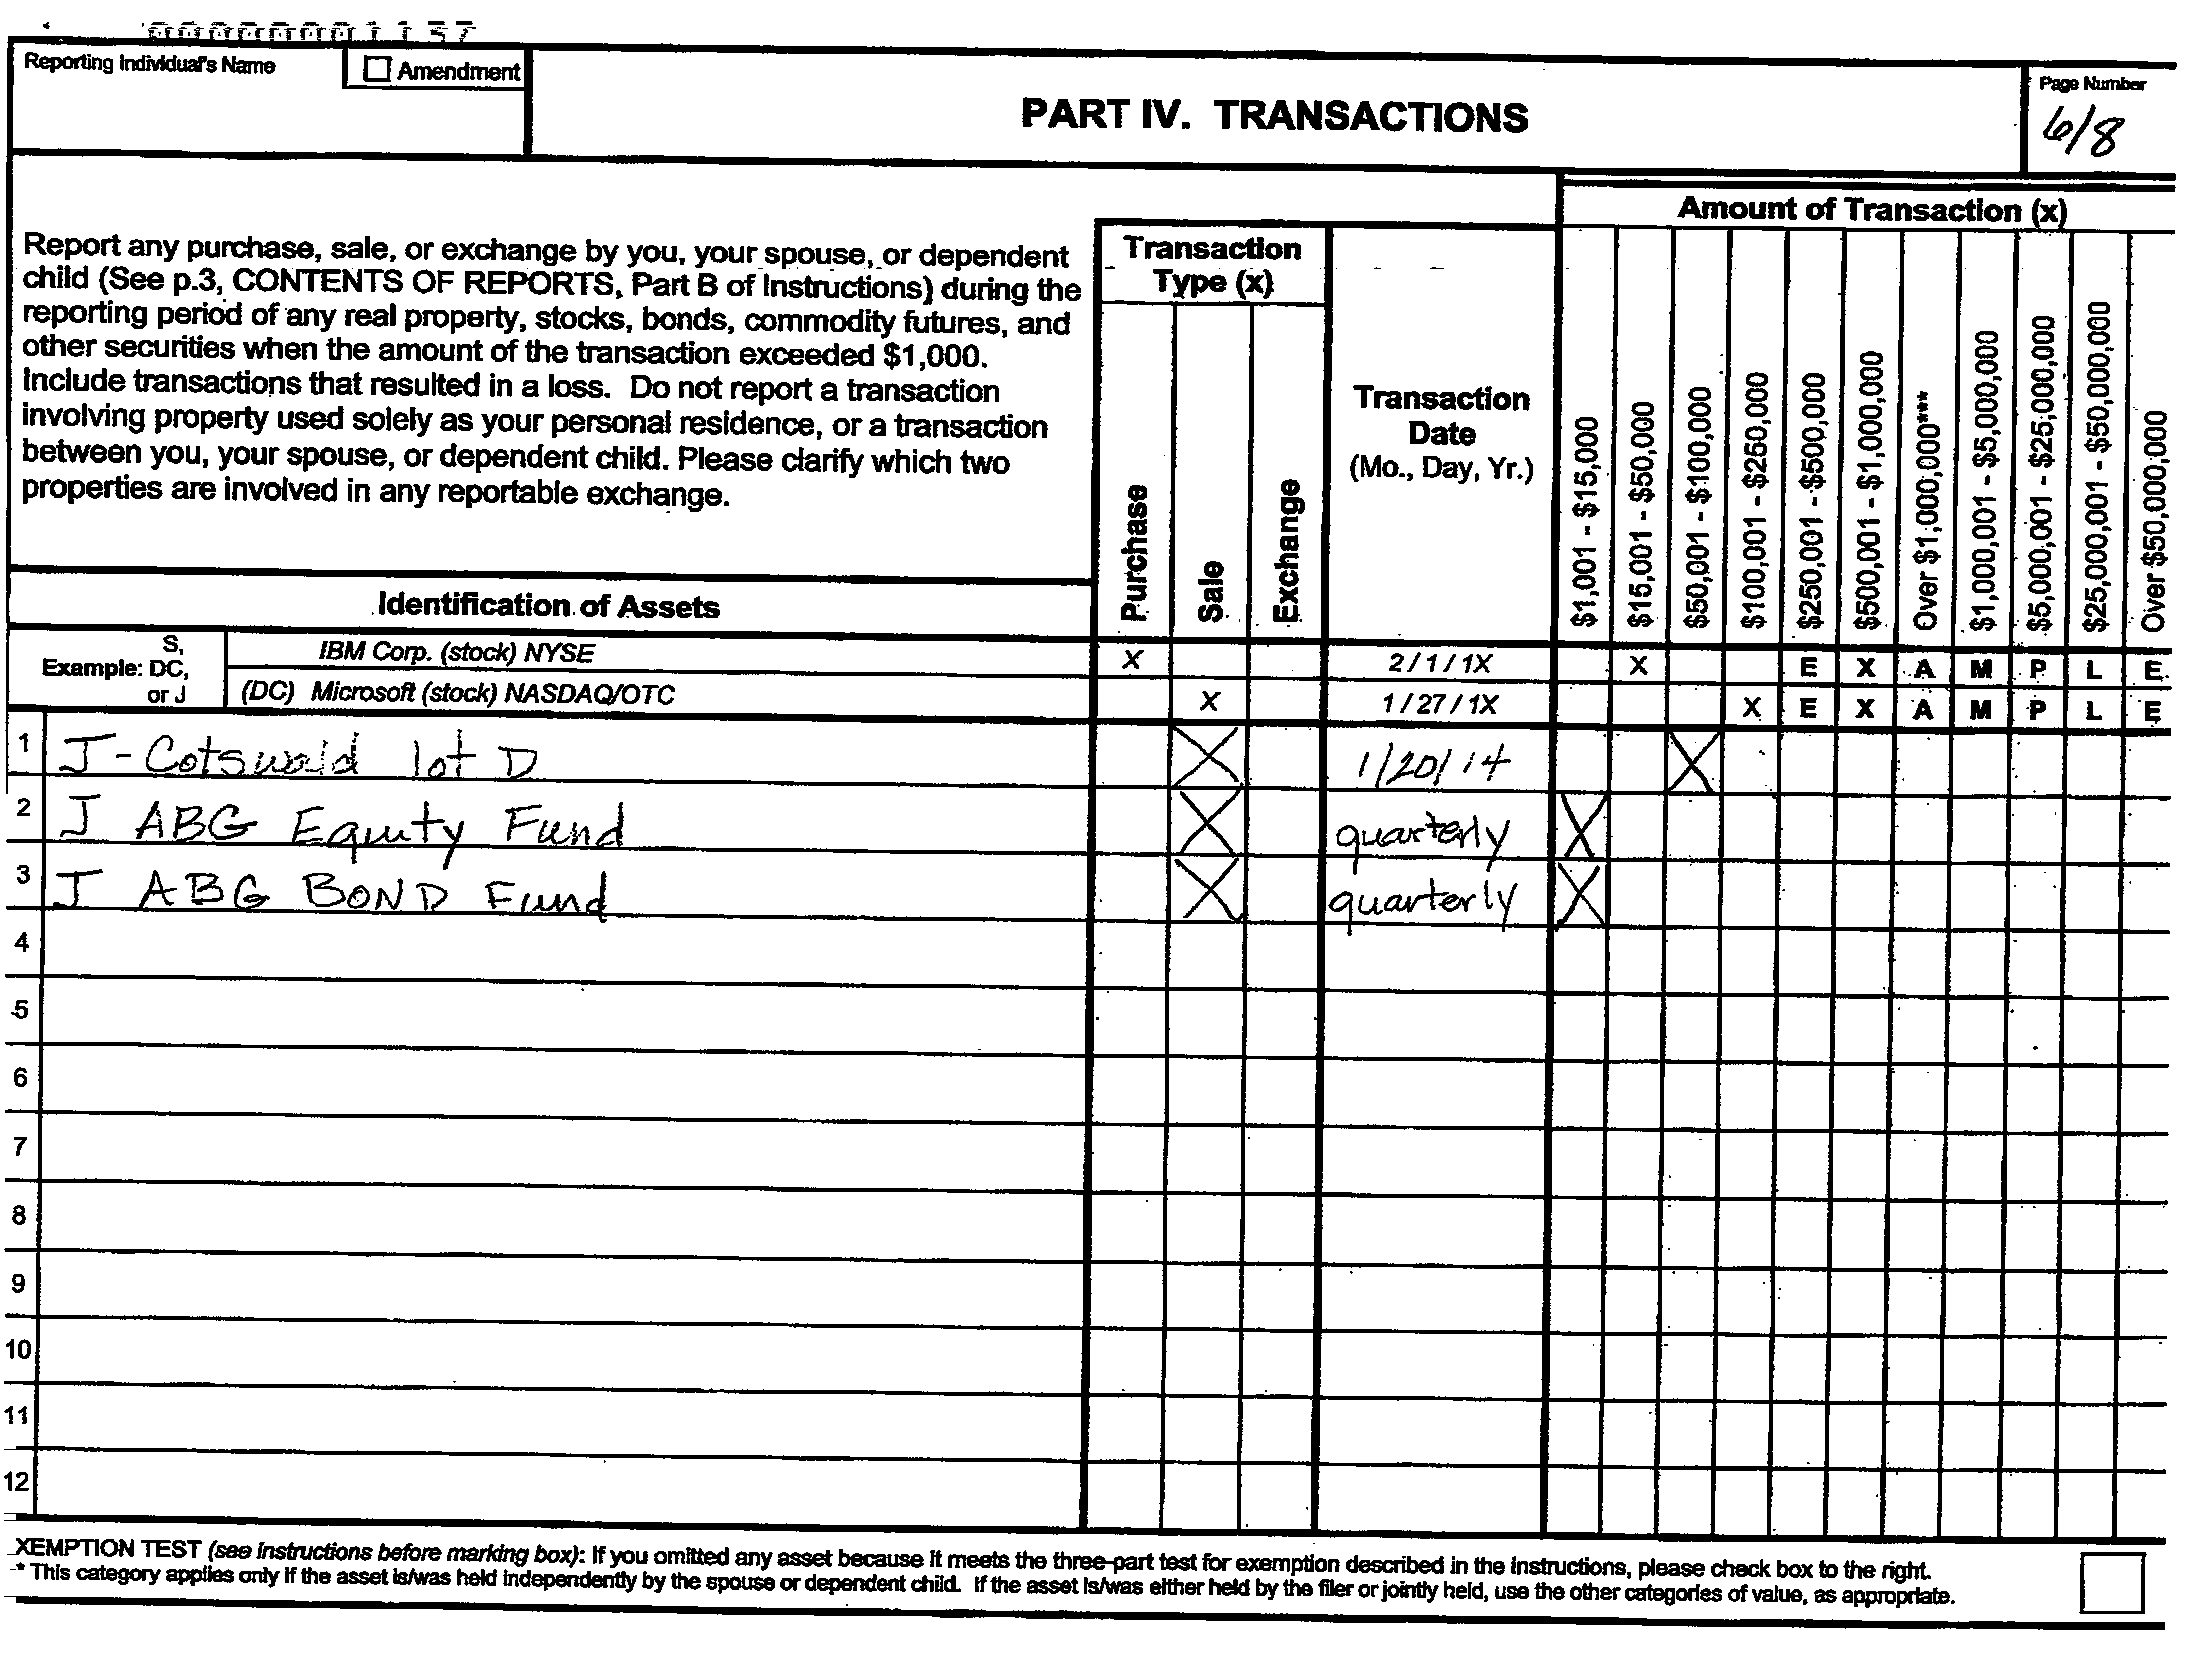 000000001137
Reporting Individual's Name
Amendment
PART IV. TRANSACTIONS
Page Number
6/8
Amount of Transaction (x)
Report any purchase, sale, or exchange by you, your spouse, or dependent
child (See p.3, CONTENTS OF REPORTS, Part B of Instructions) during the
reporting period of any real property, stocks, bonds, commodity futures, and
other securities when the amount of the transaction exceeded $1,000.
Include transactions that resulted in a loss. Do not report a transaction
involving property used solely as your personal residence, or a transaction
between you, your spouse, or dependent child. Please clarify which two
properties are involved in any reportable exchange.
Transaction
Type (x)
Purchase
Sale
Exchange
Transaction
Date
(Mo., Day, Yr.)
$1,001 - $15,000
$15,001 - $50,000
$50,001 - $100,000
$100,001 - $250,000
$250,001 - $500,000
$500,001 - $1,000,000
Over $1,000,000***
$1,000,001 - $5,000,000
$5,000,001 - $25,000,000
$25,000,001 - $50,000,000
Over $50,000,000
Identification of Assets
Example: S, DC, or J
IBM Corp. (stock) NYSE X 2 / 1 / 1X X E X A M P L E
(DC) Microsoft (stock) NASDAQ/OTC X 1 / 27 / 1X X E X A M P L E
1 J - Cotswald lot D X 1/20/14 X
2 J ABG Equity Fund X quarterly X
3 J ABG BOND Fund X quarterly X
4
5
6
7
8
9
10
11
12
XEMPTION TEST (see instructions before marking box): If you omitted any asset because it meets the three-part test for exemption described in the instructions, please check box to the right.
* This category applies only if the asset is/was held independently by the spouse or dependent child. If the asset is/was either held by the filer or jointly held, use the other categories of value, as appropriate.